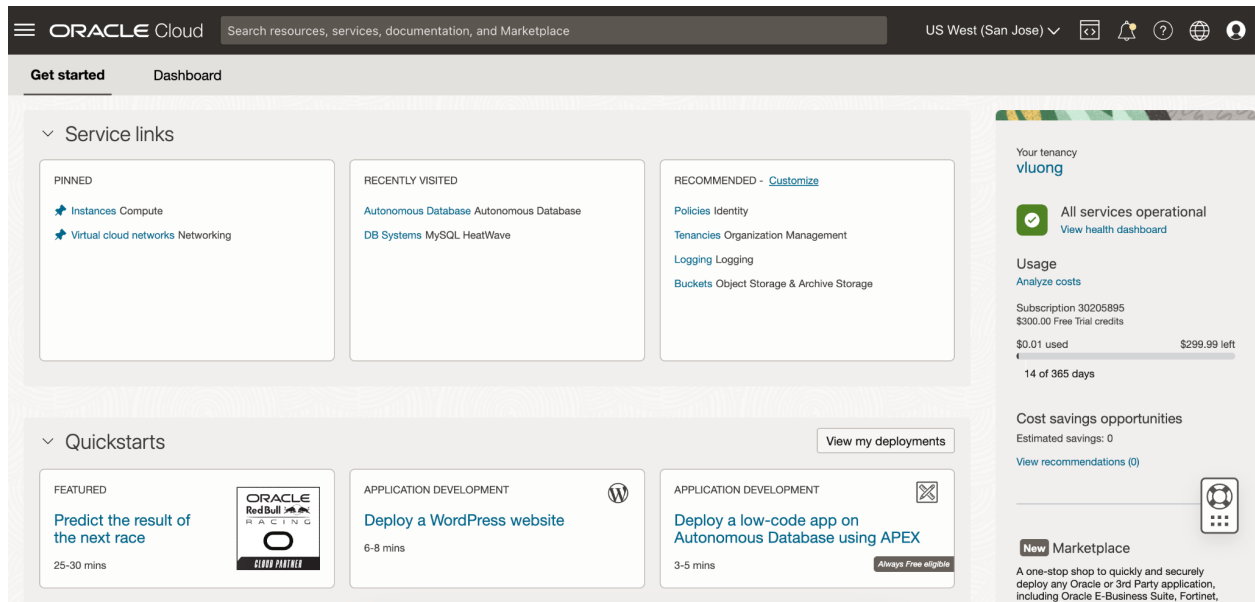 ORACLE Cloud
Search resources, services, documentation, and Marketplace
US West (San Jose)
Get started
Dashboard
Service links
PINNED
Instances Compute
Virtual cloud networks Networking
RECENTLY VISITED
Autonomous Database Autonomous Database
DB Systems MySQL HeatWave
RECOMMENDED - Customize
Policies Identity
Tenancies Organization Management
Logging Logging
Buckets Object Storage & Archive Storage
Your tenancy
vluong
All services operational
View health dashboard
Usage
Analyze costs
Subscription 30205895
$300.00 Free Trial credits
$0.01 used
$299.99 left
14 of 365 days
Cost savings opportunities
Estimated savings: 0
View recommendations (0)
Quickstarts
View my deployments
FEATURED
Predict the result of
the next race
25-30 mins
ORACLE
Red Bull
RACING
CLOUD PARTNER
APPLICATION DEVELOPMENT
Deploy a WordPress website
6-8 mins
APPLICATION DEVELOPMENT
Deploy a low-code app on
Autonomous Database using APEX
3-5 mins
Always Free eligible
New Marketplace
A one-stop shop to quickly and securely
deploy any Oracle or 3rd Party application,
including Oracle E-Business Suite, Fortinet,